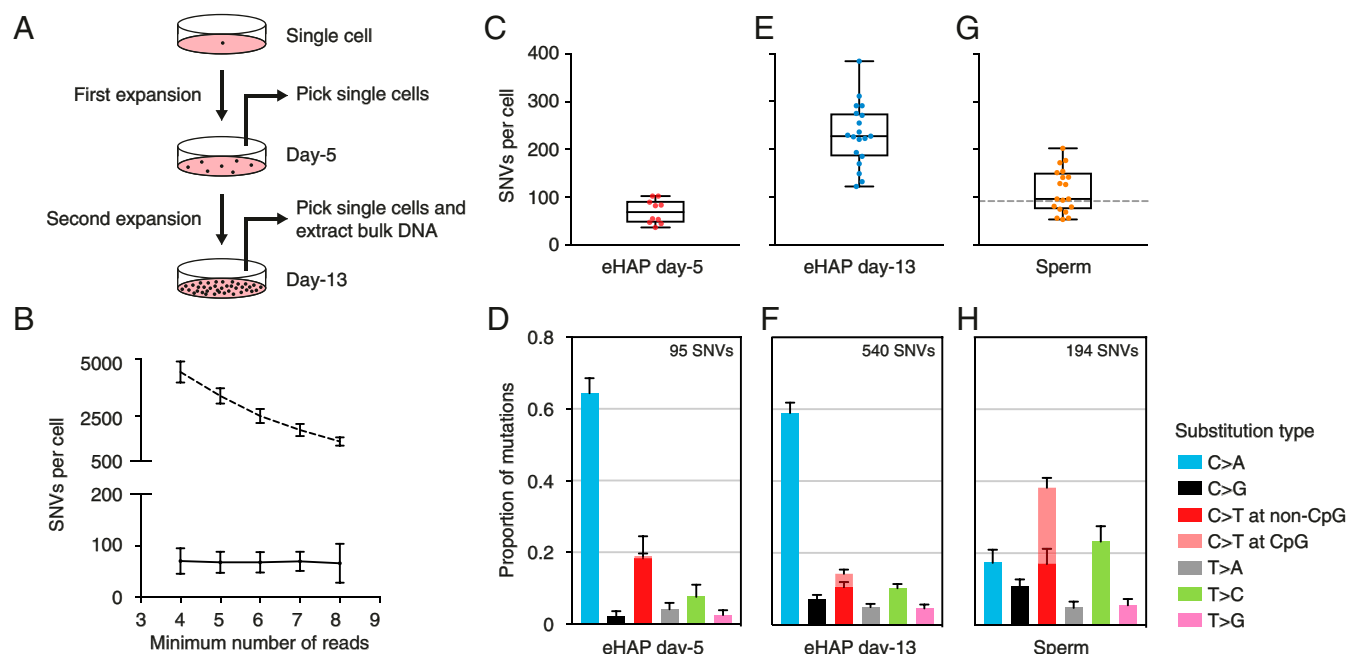 A
Single cell
First expansion
Pick single cells
Day-5
Second expansion
Pick single cells and
extract bulk DNA
Day-13
B
SNVs per cell
5000
2500
500
200
100
0
3 4 5 6 7 8 9
Minimum number of reads
C
SNVs per cell
400
300
200
100
0
eHAP day-5
E
eHAP day-13
G
Sperm
D
Proportion of mutations
0.8
0.6
0.4
0.2
0
95 SNVs
eHAP day-5
F
540 SNVs
eHAP day-13
H
194 SNVs
Sperm
Substitution type
C>A
C>G
C>T at non-CpG
C>T at CpG
T>A
T>C
T>G